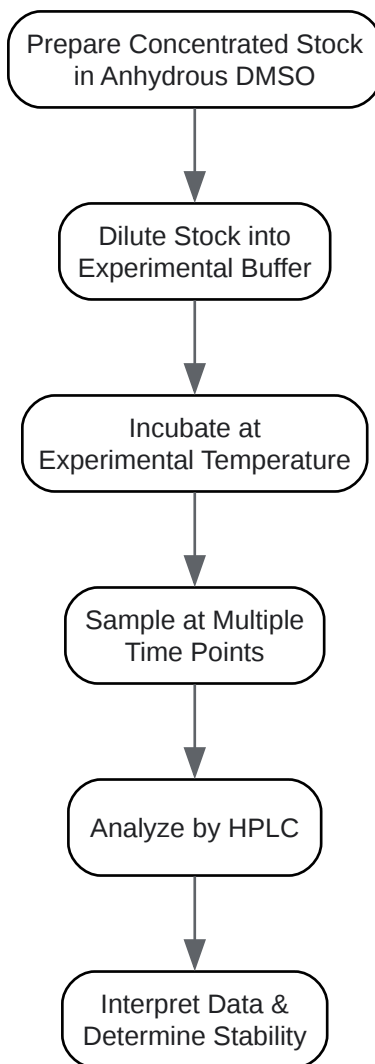 Prepare Concentrated Stock
in Anhydrous DMSO
Dilute Stock into
Experimental Buffer
Incubate at
Experimental Temperature
Sample at Multiple
Time Points
Analyze by HPLC
Interpret Data &
Determine Stability